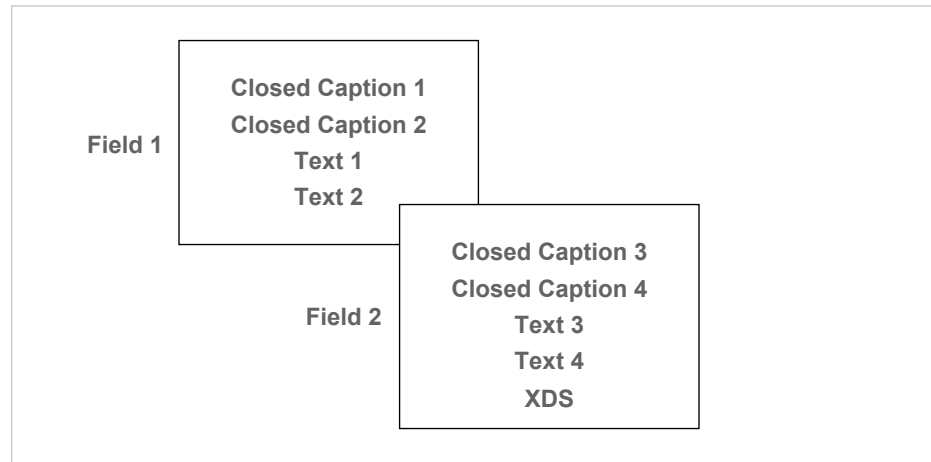 Closed Caption 1
Closed Caption 2
Field 1
Text 1
Text 2
Closed Caption 3
Closed Caption 4
Field 2
Text 3
Text 4
XDS